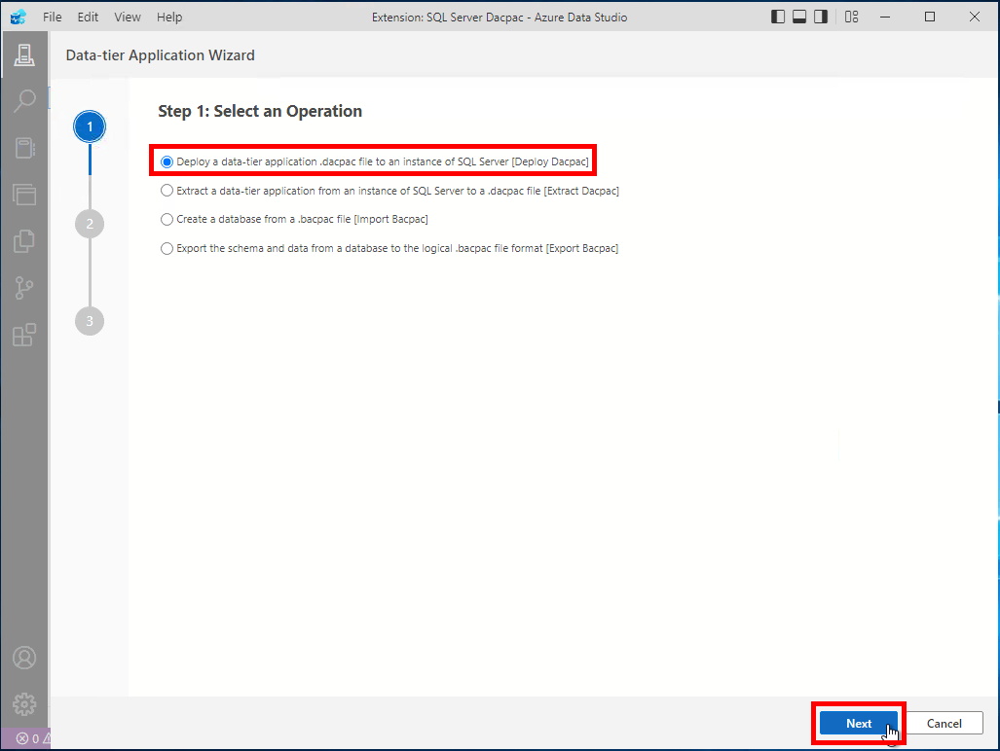 File Edit View Help Extension: SQL Server Dacpac - Azure Data Studio
Data-tier Application Wizard
Step 1: Select an Operation
1
Deploy a data-tier application .dacpac file to an instance of SQL Server [Deploy Dacpac]
Extract a data-tier application from an instance of SQL Server to a .dacpac file [Extract Dacpac]
2
Create a database from a .bacpac file [Import Bacpac]
Export the schema and data from a database to the logical .bacpac file format [Export Bacpac]
3
Next Cancel
0